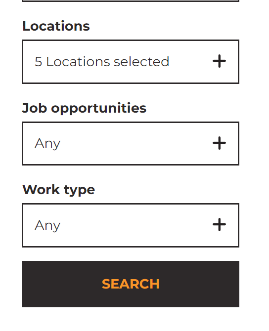 Locations
5 Locations selected
Job opportunities
Any
Work type
Any
SEARCH